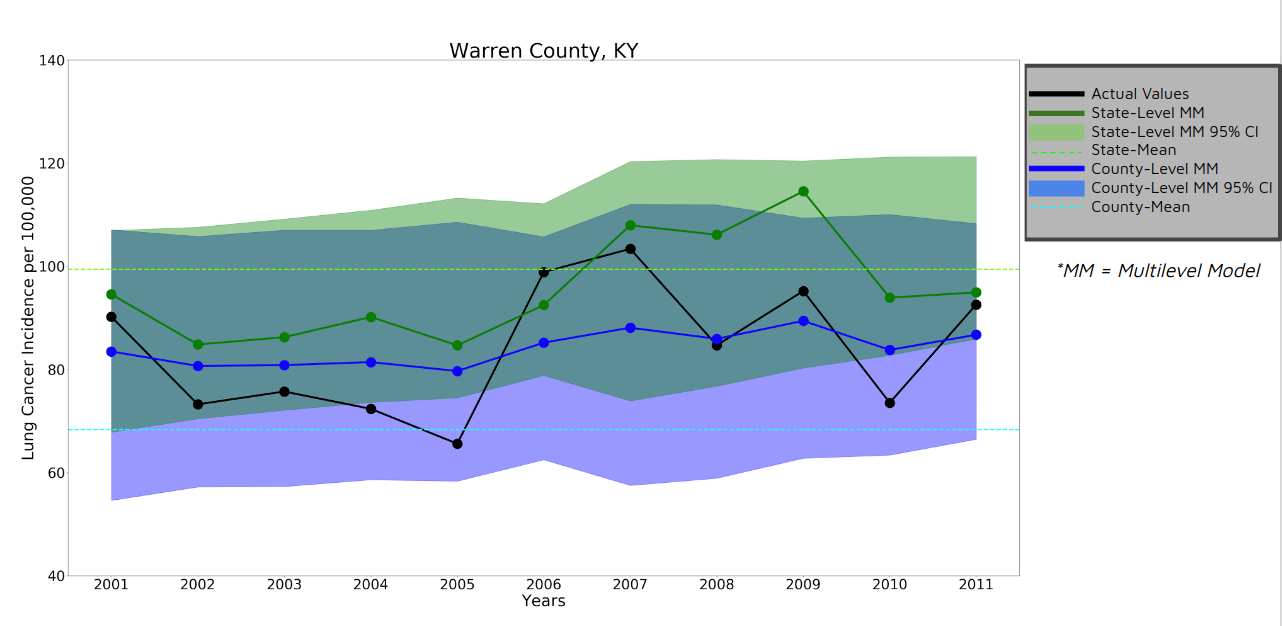 Warren County, KY
140
120
100
80
60
40
Lung Cancer Incidence per 100,000
2001 2002 2003 2004 2005 2006 2007 2008 2009 2010 2011
Years
Actual Values
State-Level MM
State-Level MM 95% CI
State-Mean
County-Level MM
County-Level MM 95% CI
County-Mean
*MM = Multilevel Model